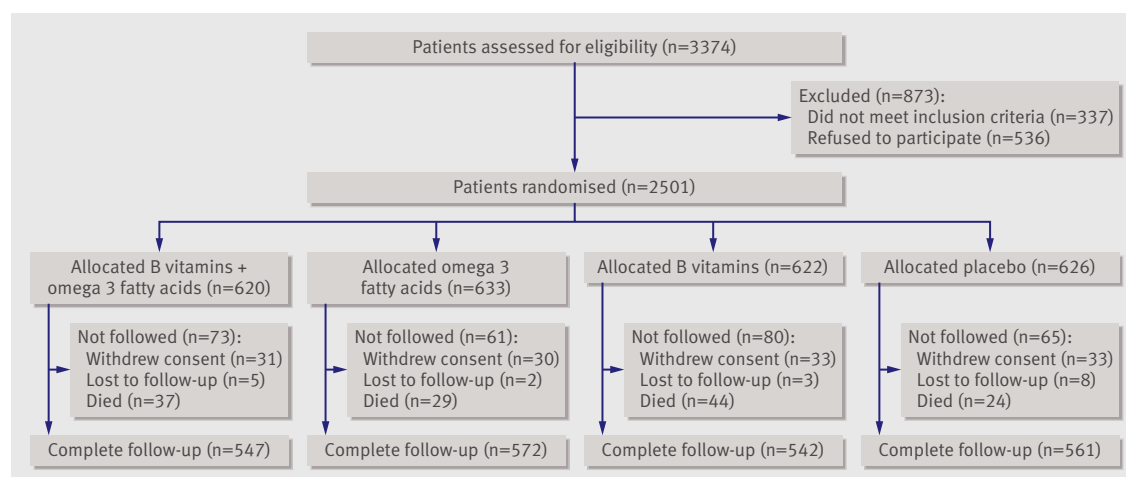 Patients assessed for eligibility (n=3374)
Excluded (n=873):
Did not meet inclusion criteria (n=337)
Refused to participate (n=536)
Patients randomised (n=2501)
Allocated B vitamins +
omega 3 fatty acids (n=620)
Allocated omega 3
fatty acids (n=633)
Allocated B vitamins (n=622)
Allocated placebo (n=626)
Not followed (n=73):
Withdrew consent (n=31)
Lost to follow-up (n=5)
Died (n=37)
Not followed (n=61):
Withdrew consent (n=30)
Lost to follow-up (n=2)
Died (n=29)
Not followed (n=80):
Withdrew consent (n=33)
Lost to follow-up (n=3)
Died (n=44)
Not followed (n=65):
Withdrew consent (n=33)
Lost to follow-up (n=8)
Died (n=24)
Complete follow-up (n=547)
Complete follow-up (n=572)
Complete follow-up (n=542)
Complete follow-up (n=561)